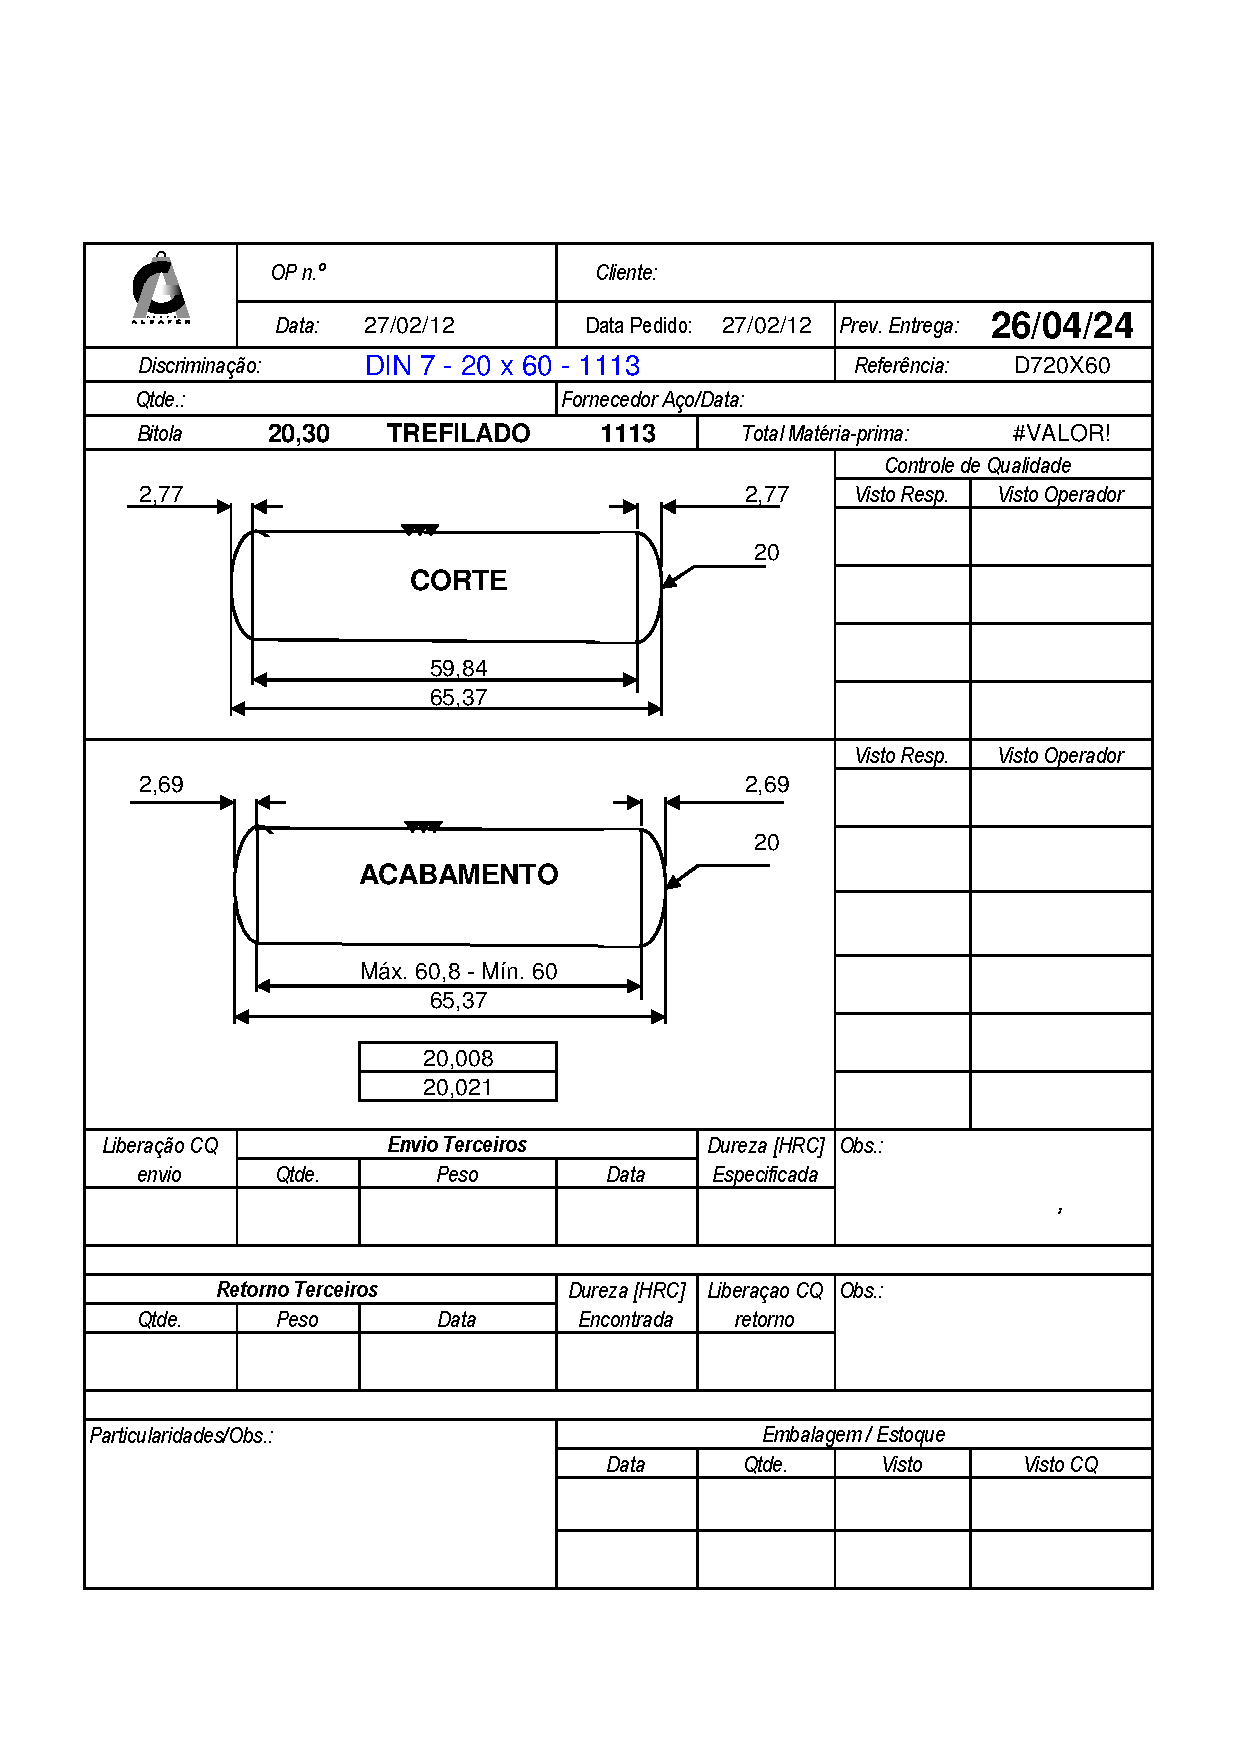 ALBAFER
OP n.º Cliente:
Data: 27/02/12 Data Pedido: 27/02/12 Prev. Entrega: 26/04/24
Discriminação: DIN 7 - 20 x 60 - 1113 Referência: D720X60
Qtde.: Fornecedor Aço/Data:
Bitola 20,30 TREFILADO 1113 Total Matéria-prima: #VALOR!
Controle de Qualidade
2,77 2,77 Visto Resp. Visto Operador
20
CORTE
59,84
65,37
Visto Resp. Visto Operador
2,69 2,69
20
ACABAMENTO
Máx. 60,8 - Mín. 60
65,37
20,008
20,021
Liberação CQ Envio Terceiros Dureza [HRC] Obs.:
envio Qtde. Peso Data Especificada
,
Retorno Terceiros Dureza [HRC] Liberaçao CQ Obs.:
Qtde. Peso Data Encontrada retorno
Particularidades/Obs.: Embalagem / Estoque
Data Qtde. Visto Visto CQ